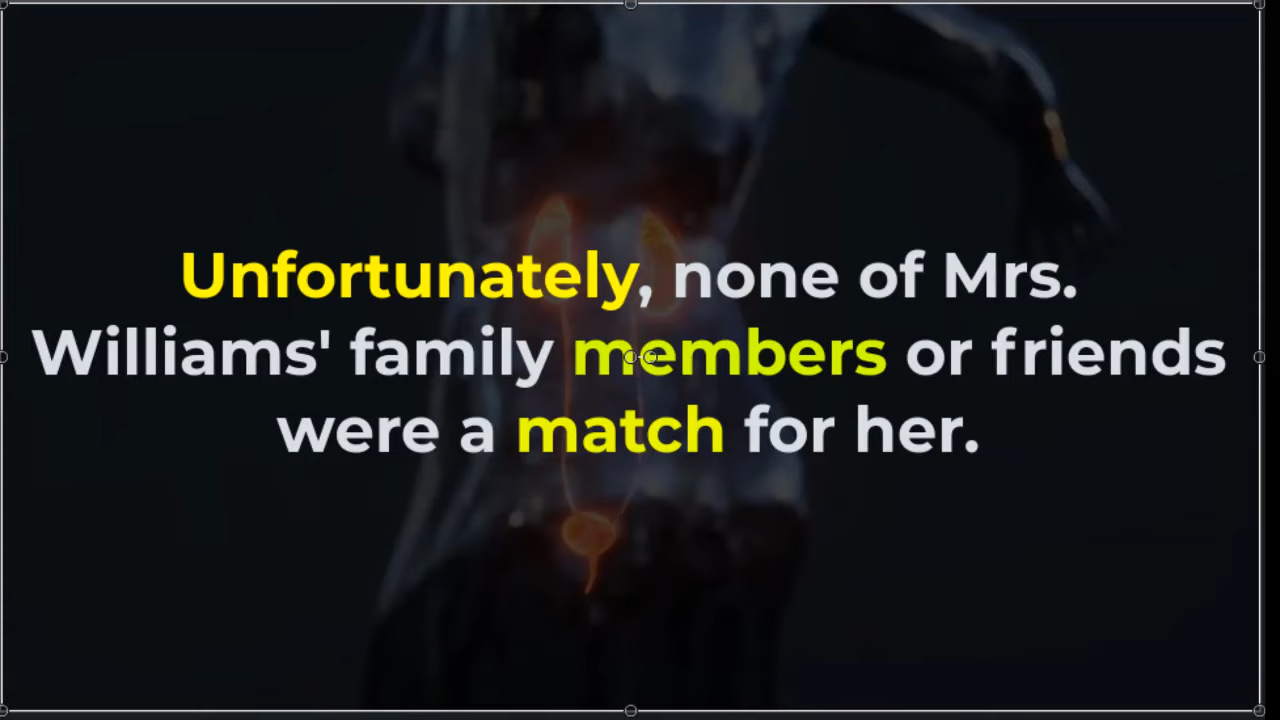 Unfortunately, none of Mrs.
Williams' family members or friends
were a match for her.